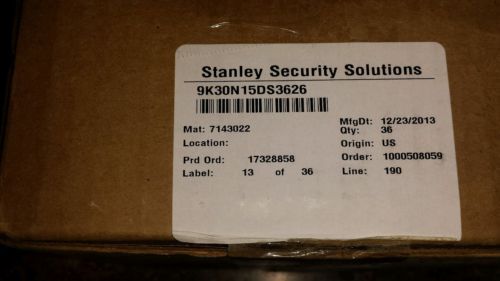 Stanley Security Solutions
9K30N15DS3626
Mat: 7143022
MfgDt: 12/23/2013
Qty: 36
Location:
Origin: US
Prd Ord: 17328858
Order: 1000508059
Label: 13 of 36
Line: 190